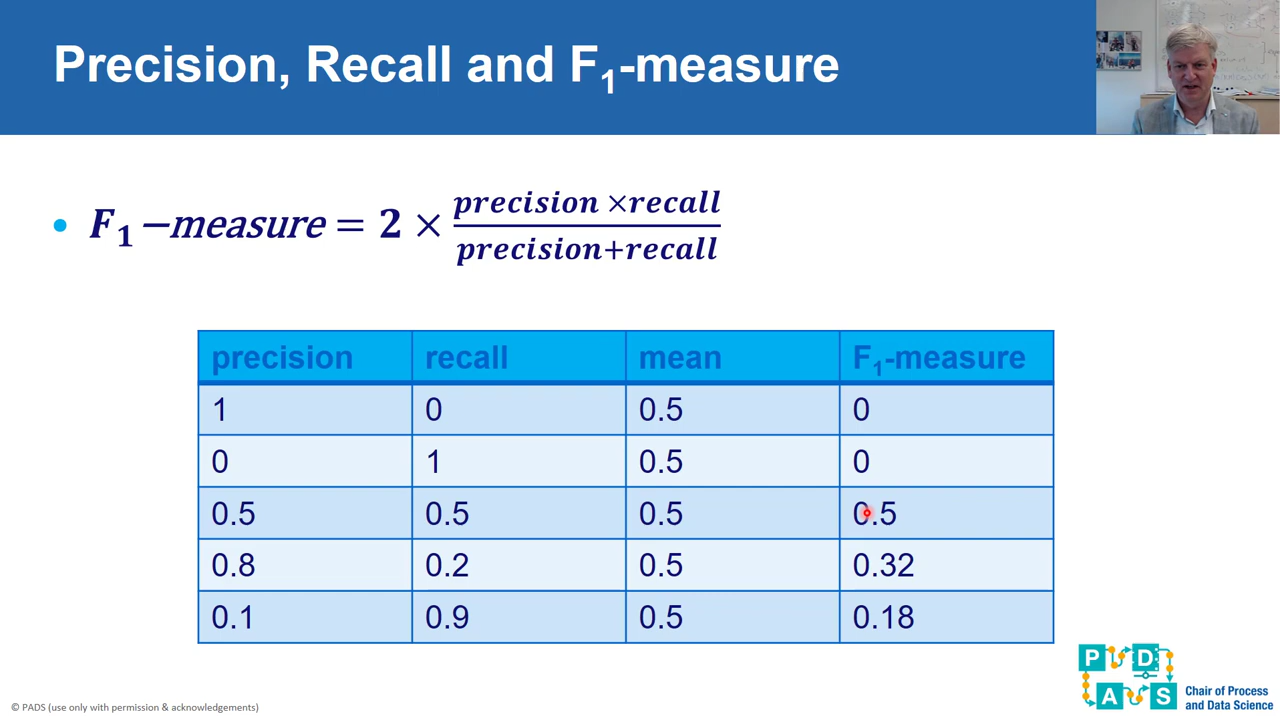 Precision, Recall and F1-measure
• F1 −measure = 2 × precision ×recall / precision+recall
precision recall mean F1-measure
1 0 0.5 0
0 1 0.5 0
0.5 0.5 0.5 0.5
0.8 0.2 0.5 0.32
0.1 0.9 0.5 0.18
P D
A S
Chair of Process
and Data Science
© PADS (use only with permission & acknowledgements)